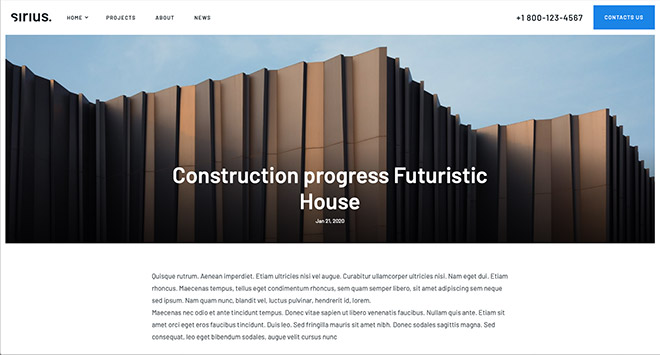 sirius.
HOME
PROJECTS
ABOUT
NEWS
+1 800-123-4567
CONTACTS US
Construction progress Futuristic
House
Jan 21, 2020
Quisque rutrum. Aenean imperdiet. Etiam ultricies nisi vel augue. Curabitur ullamcorper ultricies nisi. Nam eget dui. Etiam
rhoncus. Maecenas tempus, tellus eget condimentum rhoncus, sem quam semper libero, sit amet adipiscing sem neque
sed ipsum. Nam quam nunc, blandit vel, luctus pulvinar, hendrerit id, lorem.
Maecenas nec odio et ante tincidunt tempus. Donec vitae sapien ut libero venenatis faucibus. Nullam quis ante. Etiam sit
amet orci eget eros faucibus tincidunt. Duis leo. Sed fringilla mauris sit amet nibh. Donec sodales sagittis magna. Sed
consequat, leo eget bibendum sodales, augue velit cursus nunc